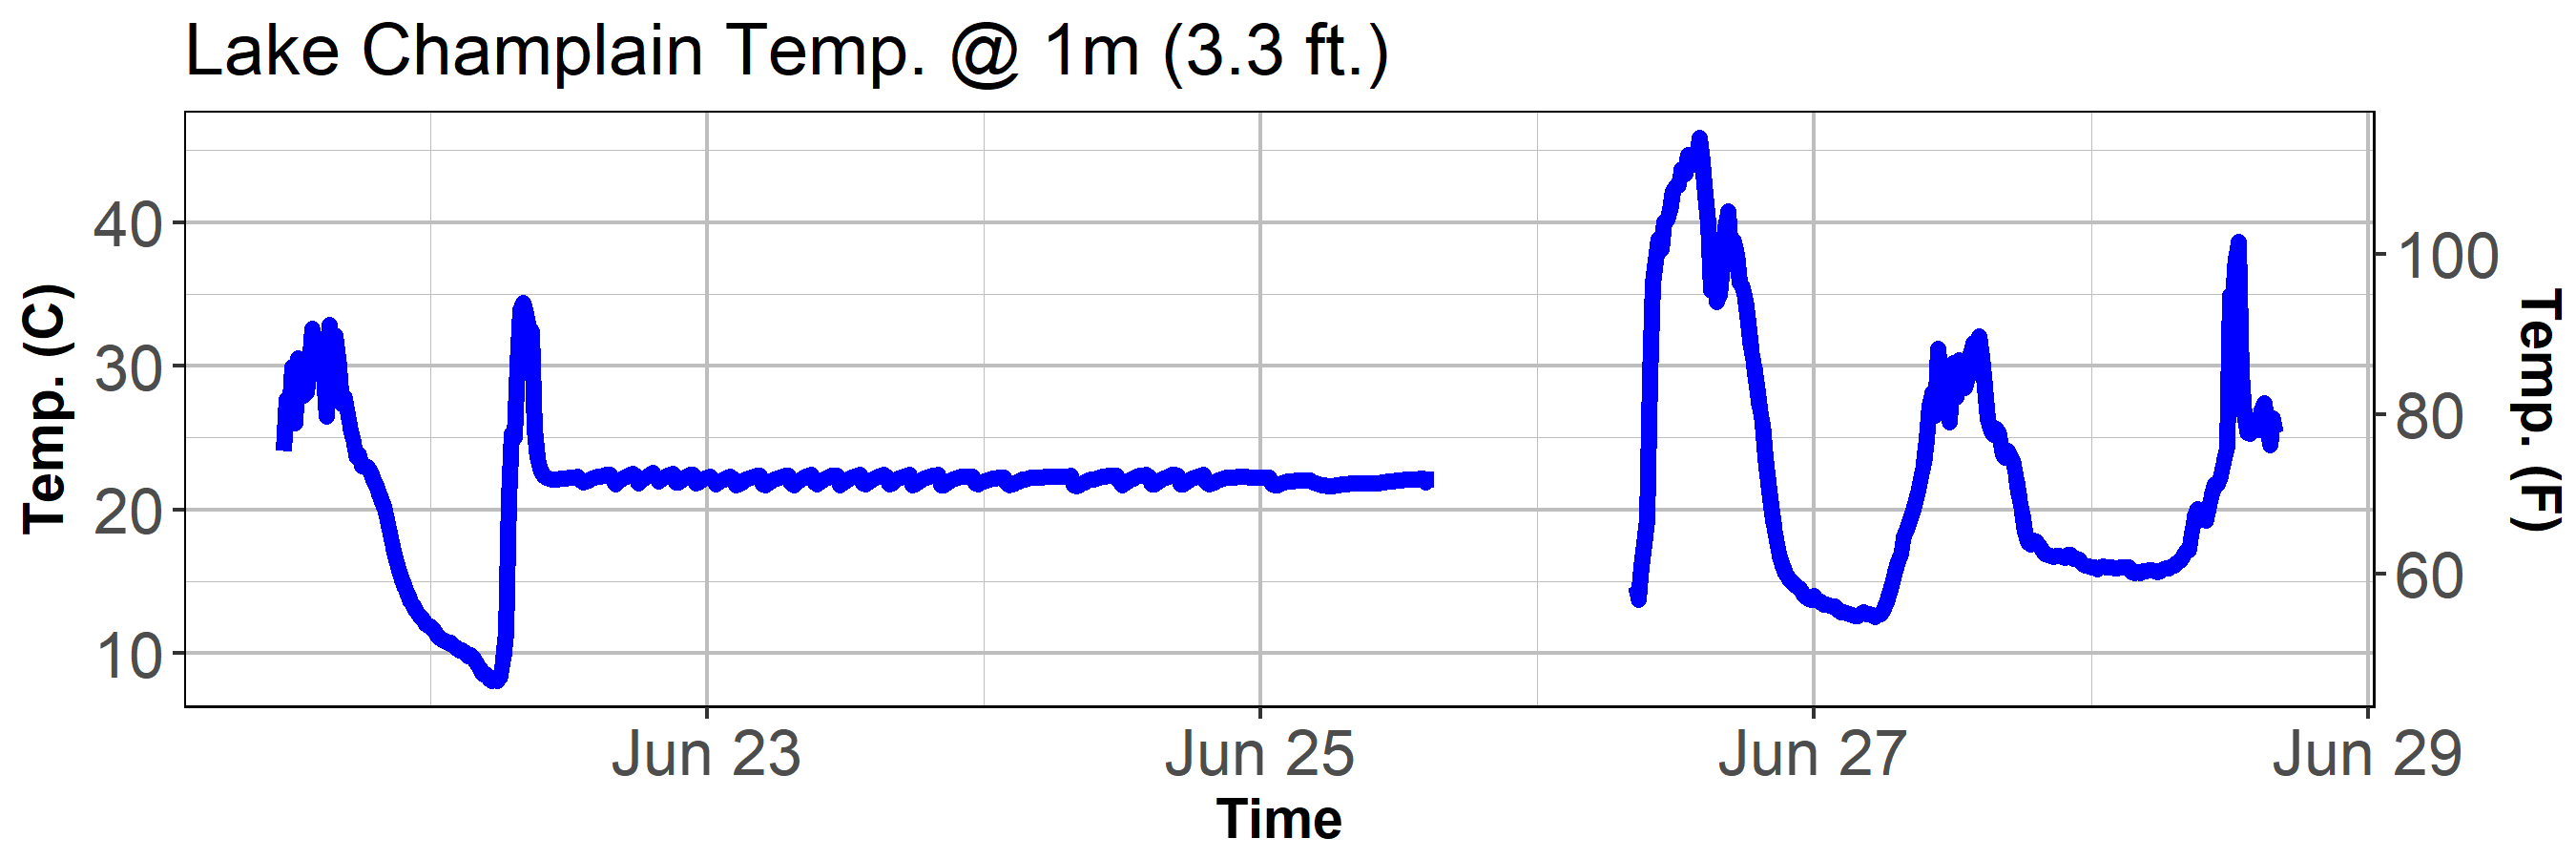 Lake Champlain Temp. @ 1m (3.3 ft.)
Temp. (C)
40
30
20
10
100
80
60
Temp. (F)
Jun 23 Jun 25 Jun 27 Jun 29
Time